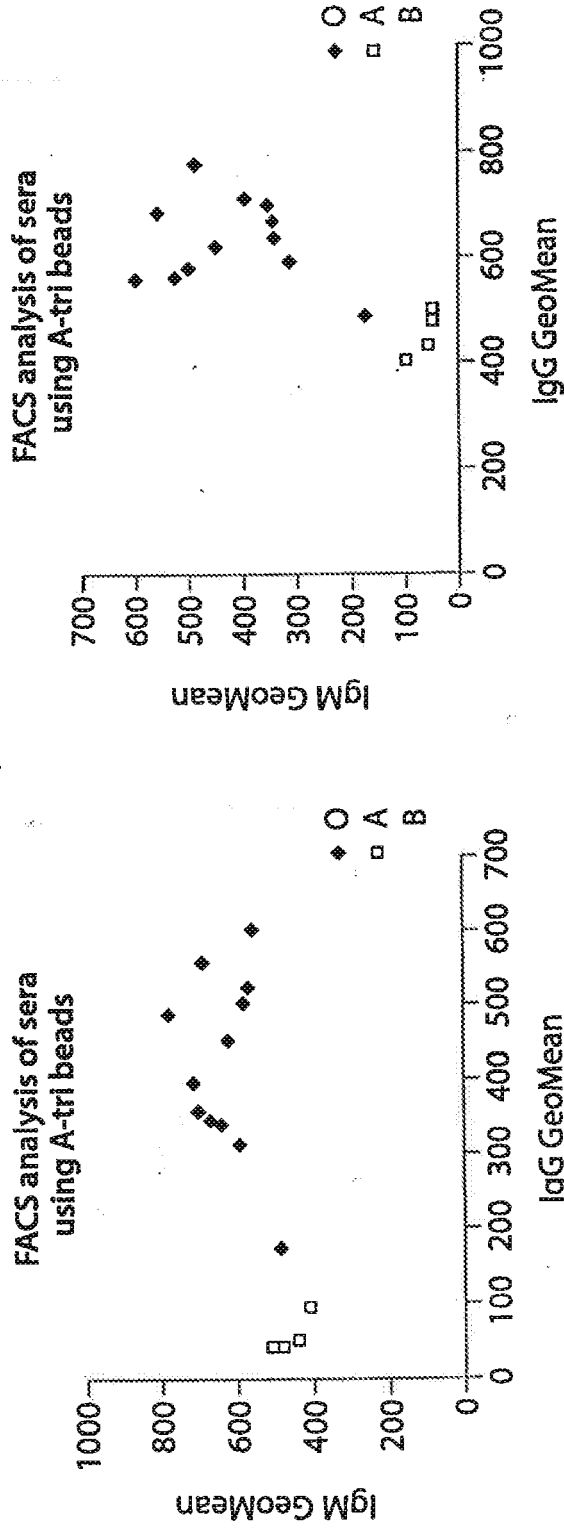 FACS analysis of sera
using A-tri beads
IgM GeoMean
1000
800
600
400
200
0
0
100
200
300
400
500
600
700
IgG GeoMean
O
A
B
FACS analysis of sera
using A-tri beads
IgM GeoMean
700
600
500
400
300
200
100
0
0
200
400
600
800
1000
IgG GeoMean
O
A
B